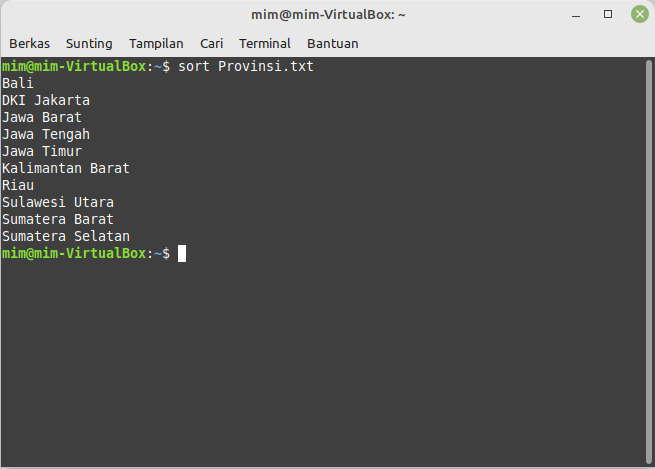 mim@mim-VirtualBox: ~
Berkas Sunting Tampilan Cari Terminal Bantuan
mim@mim-VirtualBox:~$ sort Provinsi.txt
Bali
DKI Jakarta
Jawa Barat
Jawa Tengah
Jawa Timur
Kalimantan Barat
Riau
Sulawesi Utara
Sumatera Barat
Sumatera Selatan
mim@mim-VirtualBox:~$